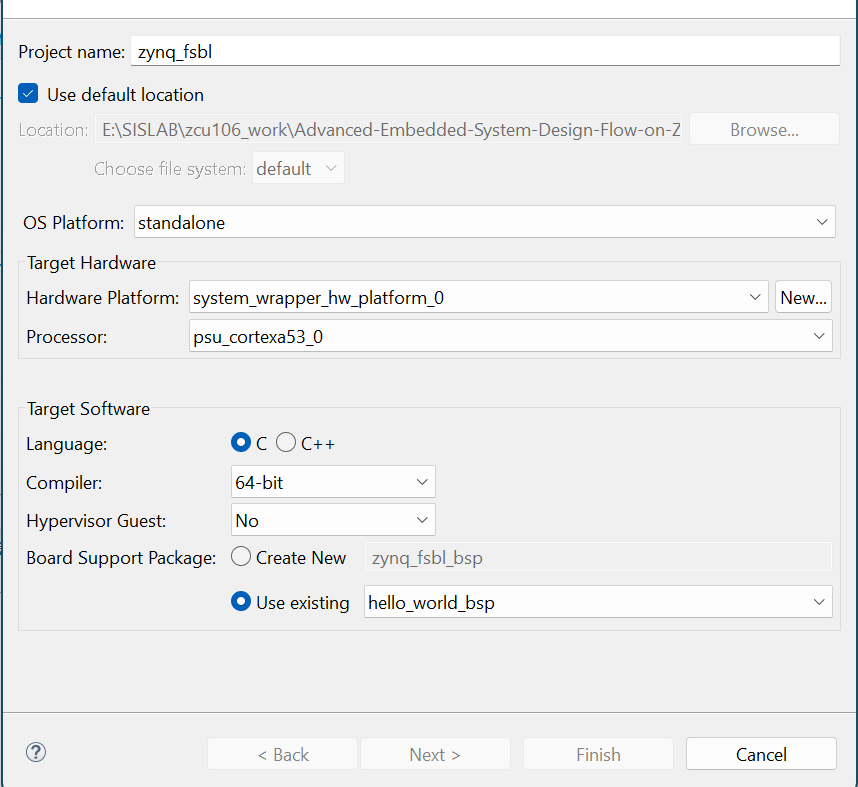 Project name: zynq_fsbl
Use default location
Location: E:\SISLAB\zcu106_work\Advanced-Embedded-System-Design-Flow-on-Z Browse...
Choose file system: default
OS Platform: standalone
Target Hardware
Hardware Platform: system_wrapper_hw_platform_0 New...
Processor: psu_cortexa53_0
Target Software
Language: C C++
Compiler: 64-bit
Hypervisor Guest: No
Board Support Package: Create New zynq_fsbl_bsp
Use existing hello_world_bsp
? < Back Next > Finish Cancel